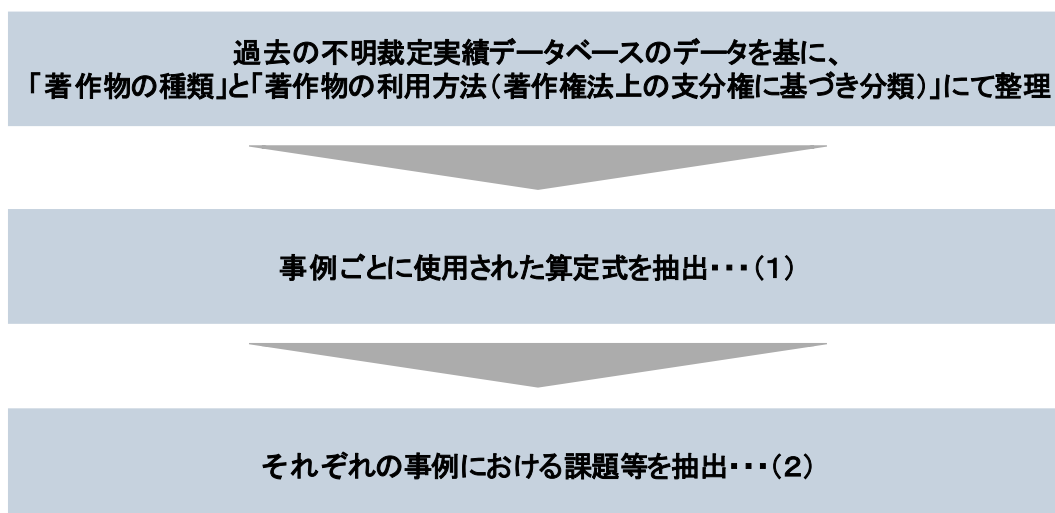 過去の不明裁定実績データベースのデータを基に、
「著作物の種類」と「著作物の利用方法（著作権法上の支分権に基づき分類）」にて整理
事例ごとに使用された算定式を抽出・・・（１）
それぞれの事例における課題等を抽出・・・（２）